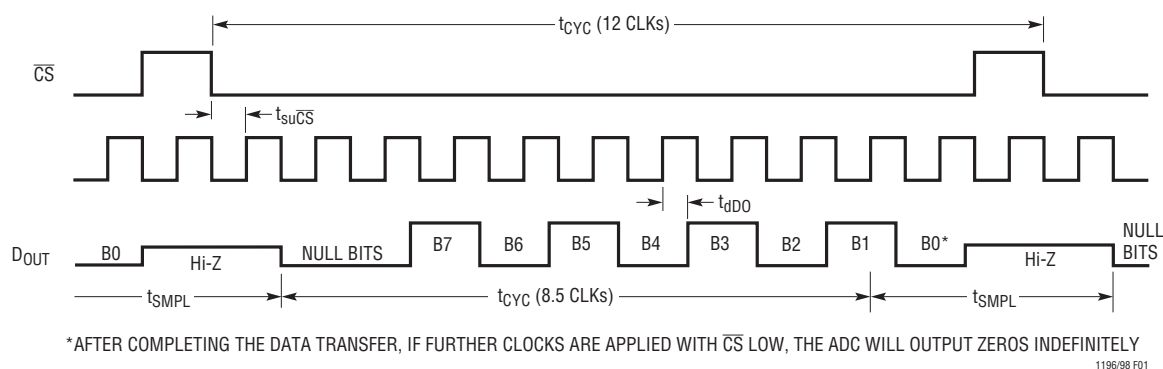 tCYC (12 CLKs)
CS
tsuCS
tdDO
DOUT
B0
Hi-Z
NULL BITS
B7
B6
B5
B4
B3
B2
B1
B0*
Hi-Z
NULL
BITS
tSMPL
tCYC (8.5 CLKs)
tSMPL
*AFTER COMPLETING THE DATA TRANSFER, IF FURTHER CLOCKS ARE APPLIED WITH CS LOW, THE ADC WILL OUTPUT ZEROS INDEFINITELY
1196/98 F01